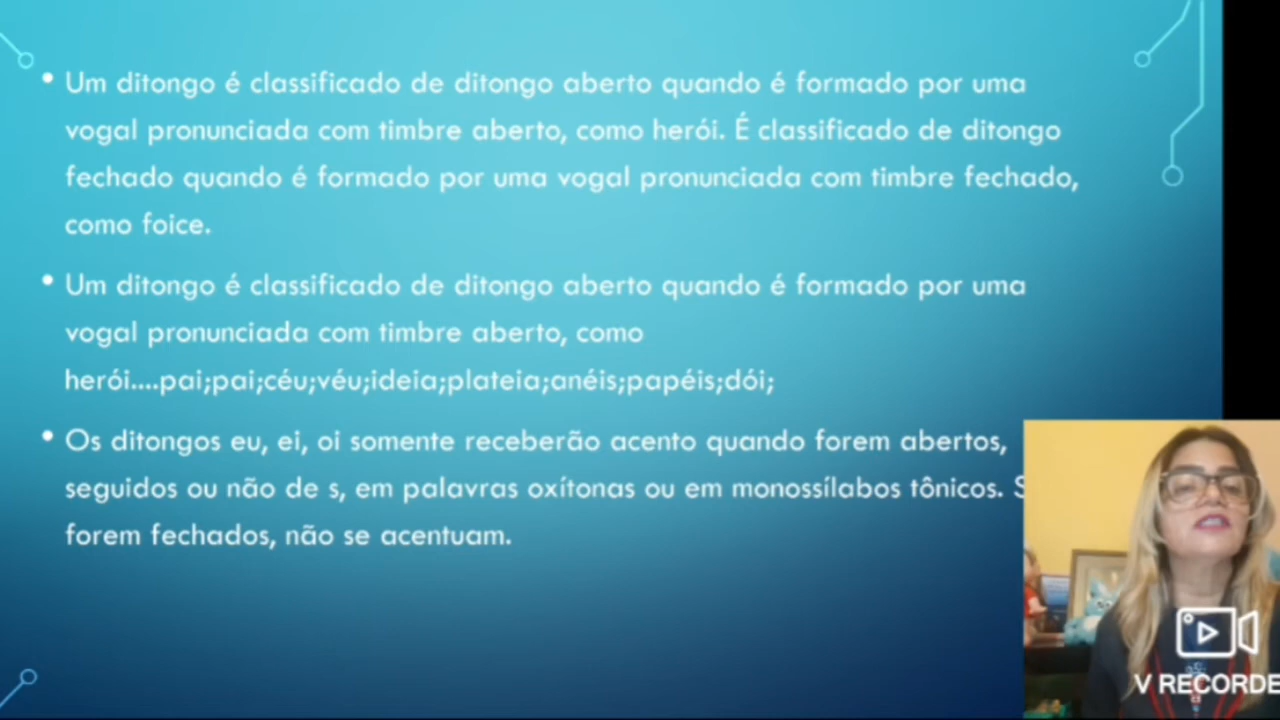 • Um ditongo é classificado de ditongo aberto quando é formado por uma
vogal pronunciada com timbre aberto, como herói. É classificado de ditongo
fechado quando é formado por uma vogal pronunciada com timbre fechado,
como foice.
• Um ditongo é classificado de ditongo aberto quando é formado por uma
vogal pronunciada com timbre aberto, como
herói....pai;pai;céu;véu;ideia;plateia;anéis;papéis;dói;
• Os ditongos eu, ei, oi somente receberão acento quando forem abertos,
seguidos ou não de s, em palavras oxítonas ou em monossílabos tônicos.
forem fechados, não se acentuam.
V RECORDE